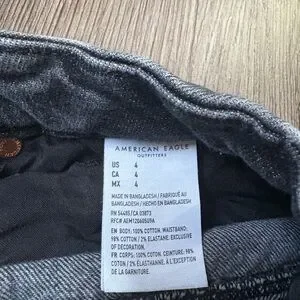 AMERICAN EAGLE
OUTFITTERS
US 4
CA 4
MX 4
MADE IN BANGLADESH / FABRIQUÉ AU
BANGLADESH / HECHO EN BANGLADESH
RN 54485/CA 03873
RFC# AEM120605U9A
EN: BODY: 100% COTTON. WAISTBAND:
98% COTTON / 2% ELASTANE. EXCLUSIVE
OF DECORATION.
FR: CORPS: 100% COTON. CEINTURE: 98%
COTON / 2% ÉLASTHANNE. À L'EXCEPTION
DE LA GARNITURE.